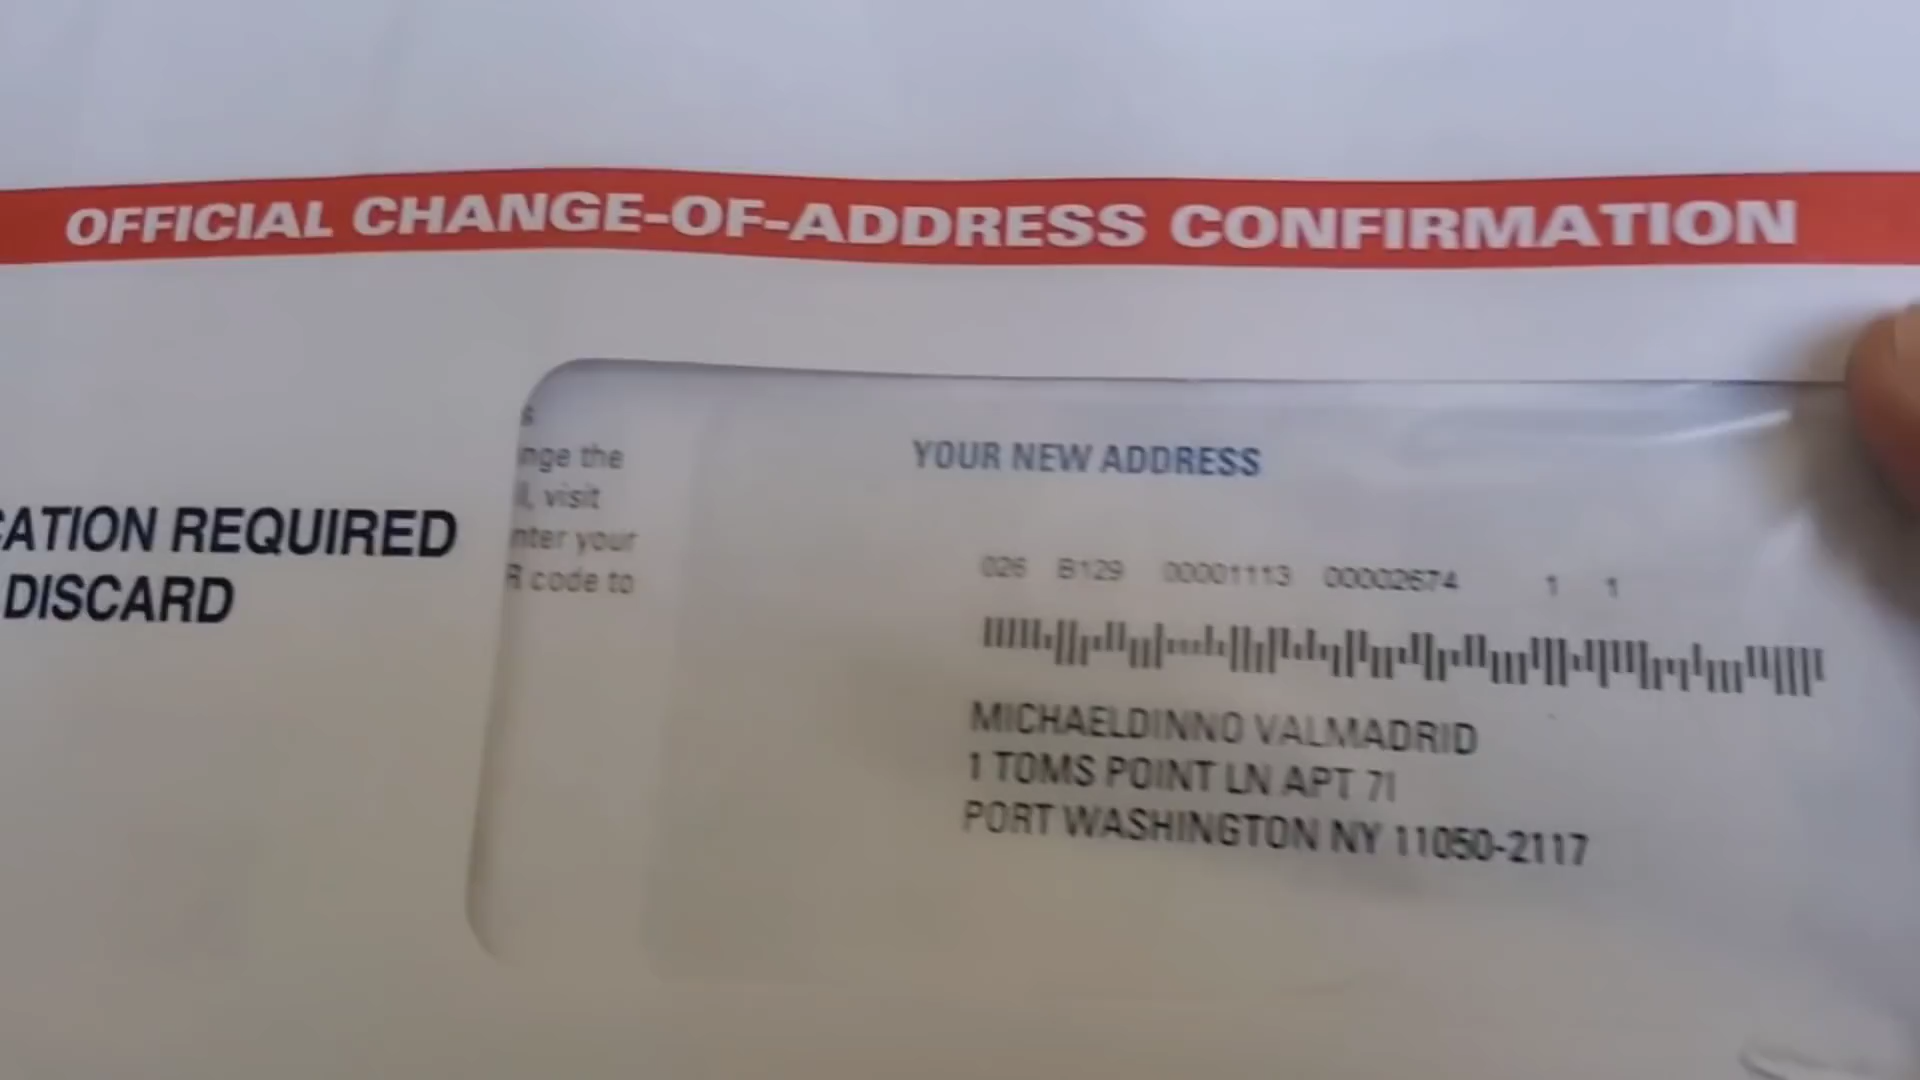 OFFICIAL CHANGE-OF-ADDRESS CONFIRMATION
CATION REQUIRED
DISCARD
s
nge the
l, visit
nter your
R code to
YOUR NEW ADDRESS
026 B129 00001113 00002674 1 1
MICHAELDINNO VALMADRID
1 TOMS POINT LN APT 7I
PORT WASHINGTON NY 11050-2117